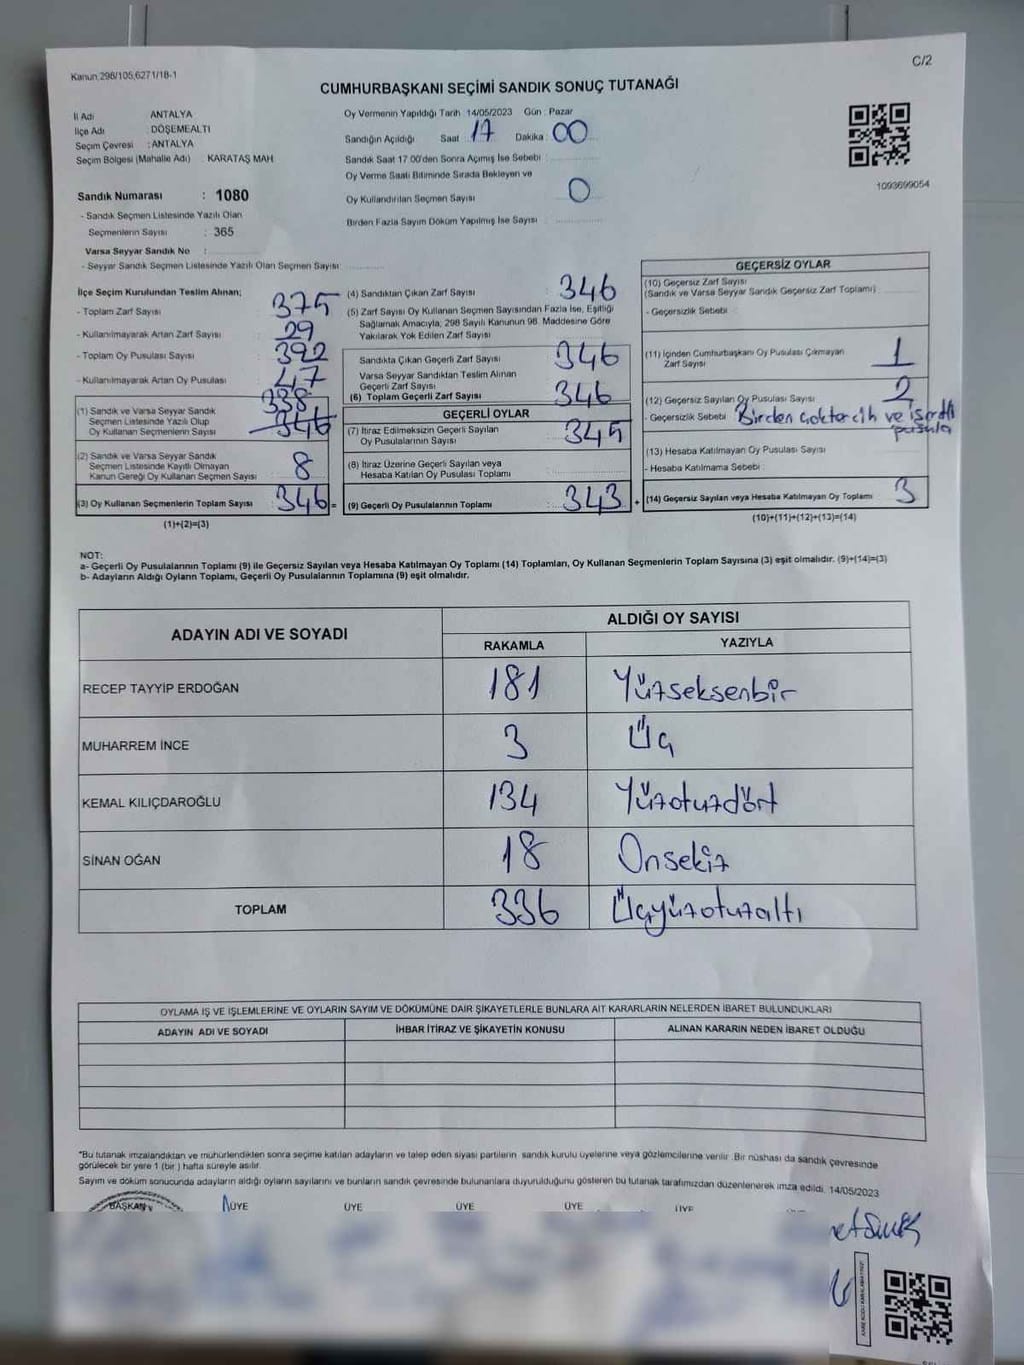 Kanun,298/105,6271/18-1
C/2
CUMHURBAŞKANI SEÇİMİ SANDIK SONUÇ TUTANAĞI
İl Adı ANTALYA
İlçe Adı : DÖŞEMEALTI
Seçim Çevresi : ANTALYA
Seçim Bölgesi (Mahalle Adı) : KARATAŞ MAH.
Sandık Numarası : 1080
- Sandık Seçmen Listesinde Yazılı Olan
Seçmenlerin Sayısı : 365
Varsa Seyyar Sandık No :
- Seyyar Sandık Seçmen Listesinde Yazılı Olan Seçmen Sayısı
Oy Vermenin Yapıldığı Tarih 14/05/2023 Gün : Pazar
Sandığın Açıldığı Saat 17 Dakika 00
Sandık Saat 17.00'den Sonra Açmış İse Sebebi
Oy Verme Saati Bitiminde Sırada Bekleyen ve
Oy Kullandırılan Seçmen Sayısı 0
Birden Fazla Sayım Döküm Yapılmış İse Sayısı
1093699054
İlçe Seçim Kurulundan Teslim Alınan;
- Toplam Zarf Sayısı : 375
- Kullanılmayarak Artan Zarf Sayısı : 29
- Toplam Oy Pusulası Sayısı : 392
- Kullanılmayarak Artan Oy Pusulası : 47
338
(1) Sandık ve Varsa Seyyar Sandık
Seçmen Listesinde Yazılı Olup
Oy Kullanan Seçmenlerin Sayısı 346
(2) Sandık ve Varsa Seyyar Sandık
Seçmen Listesinde Kayıtlı Olmayan
Kanun Gereği Oy Kullanan Seçmen Sayısı 8
(3) Oy Kullanan Seçmenlerin Toplam Sayısı 346 =
(1)+(2)=(3)
(4) Sandıktan Çıkan Zarf Sayısı : 346
(5) Zarf Sayısı Oy Kullanan Seçmen Sayısından Fazla İse, Eşitliği
Sağlamak Amacıyla; 298 Sayılı Kanunun 98. Maddesine Göre
Yakılarak Yok Edilen Zarf Sayısı
Sandıkta Çıkan Geçerli Zarf Sayısı 346
Varsa Seyyar Sandıktan Teslim Alınan
Geçerli Zarf Sayısı
(6) Toplam Geçerli Zarf Sayısı 346
GEÇERLİ OYLAR
(7) İtiraz Edilmeksizin Geçerli Sayılan
Oy Pusulalarının Sayısı 345
(8) İtiraz Üzerine Geçerli Sayılan veya
Hesaba Katılan Oy Pusulası Toplamı
(9) Geçerli Oy Pusulalarının Toplamı 343 +
GEÇERSİZ OYLAR
(10) Geçersiz Zarf Sayısı
(Sandık ve Varsa Seyyar Sandık Geçersiz Zarf Toplamı)
- Geçersizlik Sebebi
(11) İçinden Cumhurbaşkanı Oy Pusulası Çıkmayan
Zarf Sayısı 1
(12) Geçersiz Sayılan Oy Pusulası Sayısı 2
- Geçersizlik Sebebi Birden çok tercih ve işaretli
pusula
(13) Hesaba Katılmayan Oy Pusulası Sayısı
- Hesaba Katılmama Sebebi
(14) Geçersiz Sayılan veya Hesaba Katılmayan Oy Toplamı 3
(10)+(11)+(12)+(13)=(14)
NOT:
a- Geçerli Oy Pusulalarının Toplamı (9) ile Geçersiz Sayılan veya Hesaba Katılmayan Oy Toplamı (14) Toplamları, Oy Kullanan Seçmenlerin Toplam Sayısına (3) eşit olmalıdır. (9)+(14)=(3)
b- Adayların Aldığı Oyların Toplamı, Geçerli Oy Pusulalarının Toplamına (9) eşit olmalıdır.
ADAYIN ADI VE SOYADI
ALDIĞI OY SAYISI
RAKAMLA YAZIYLA
RECEP TAYYİP ERDOĞAN 181 Yüzseksenbir
MUHARREM İNCE 3 Üç
KEMAL KILIÇDAROĞLU 134 Yüzotuzdört
SİNAN OĞAN 18 Onsekiz
TOPLAM 336 Üçyüzotuzaltı
OYLAMA İŞ VE İŞLEMLERİNE VE OYLARIN SAYIM VE DÖKÜMÜNE DAİR ŞİKAYETLERLE BUNLARA AİT KARARLARIN NELERDEN İBARET BULUNDUKLARI
ADAYIN ADI VE SOYADI İHBAR İTİRAZ VE ŞİKAYETİN KONUSU ALINAN KARARIN NEDEN İBARET OLDUĞU
*Bu tutanak imzalandıktan ve mühürlendikten sonra seçime katılan adayların ve talep eden siyasi partilerin sandık kurulu üyelerine veya gözlemcilerine verilir. Bir nüshası da sandık çevresinde
görülecek bir yere 1 (bir) hafta süreyle asılır.
Sayım ve döküm sonucunda adayların aldığı oyların sayılarını ve bunların sandık çevresinde bulunanlara duyurulduğunu gösteren bu tutanak tarafımızdan düzenlenerek imza edildi. 14/05/2023
BAŞKAN ÜYE ÜYE ÜYE ÜYE ÜYE